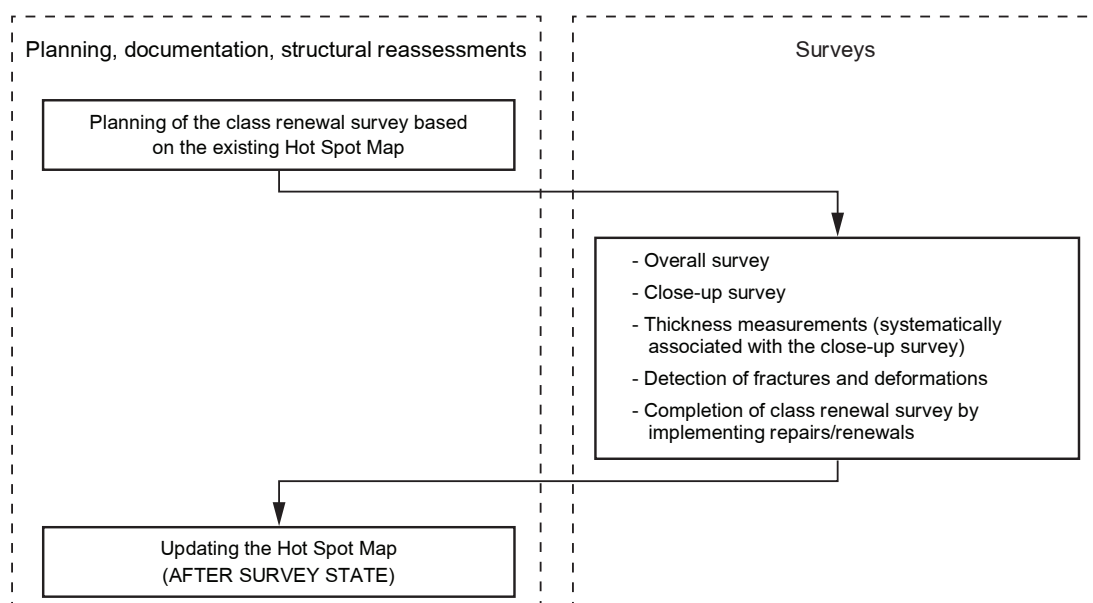 Planning, documentation, structural reassessments
Surveys
Planning of the class renewal survey based
on the existing Hot Spot Map
- Overall survey
- Close-up survey
- Thickness measurements (systematically
associated with the close-up survey)
- Detection of fractures and deformations
- Completion of class renewal survey by
implementing repairs/renewals
Updating the Hot Spot Map
(AFTER SURVEY STATE)